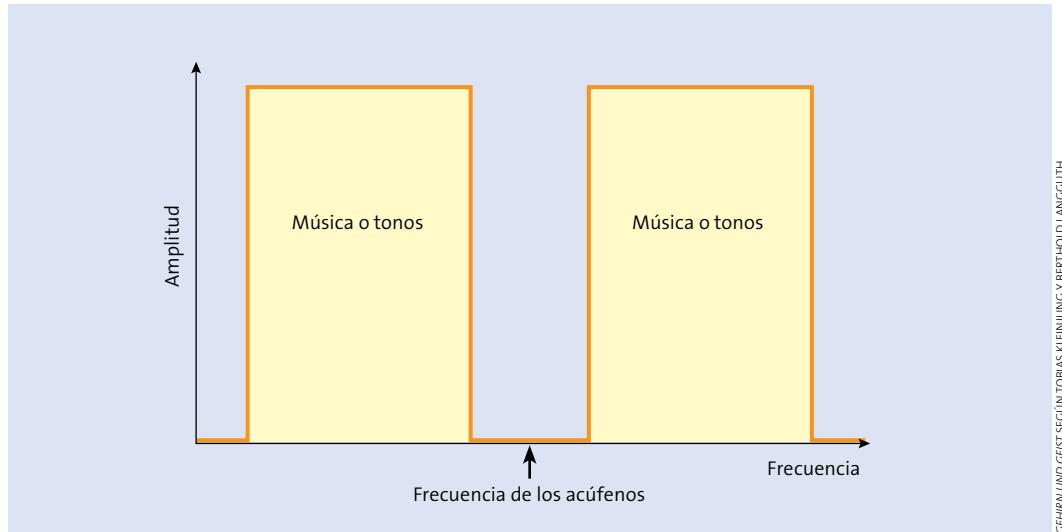 Amplitud
Música o tonos
Música o tonos
Frecuencia
Frecuencia de los acúfenos
GEHIRN UND GEIST SEGÚN TOBIAS KLEINJUNG Y BERTHOLD LANGGUTH